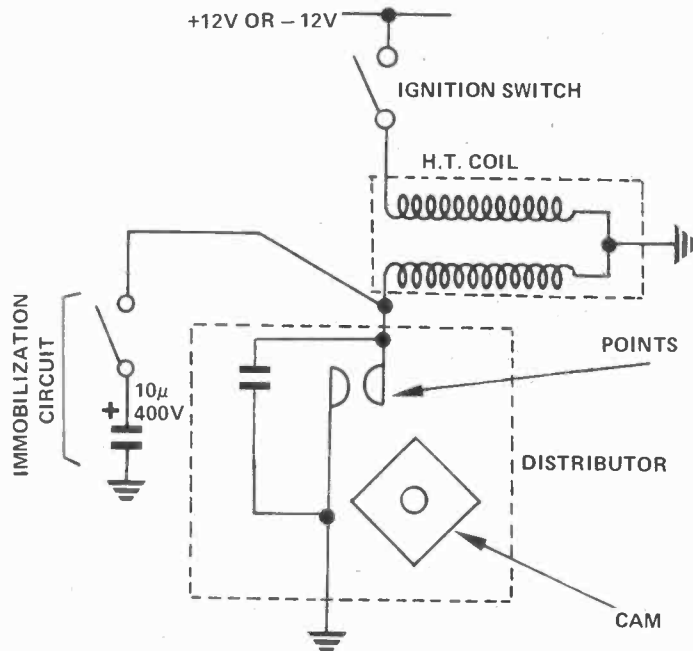 +12V OR – 12V
IGNITION SWITCH
H.T. COIL
IMMOBILIZATION
CIRCUIT
10µ
+ 400V
POINTS
DISTRIBUTOR
CAM